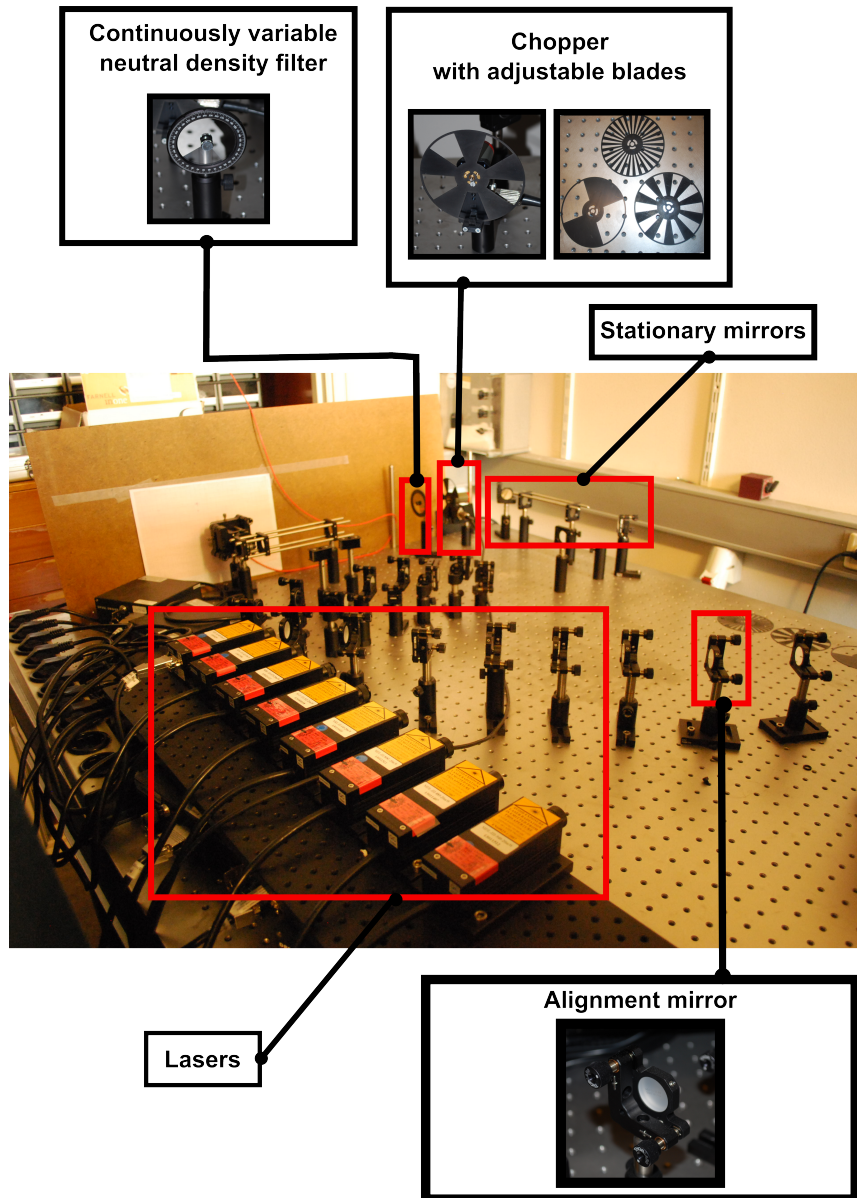 Continuously variable
neutral density filter
Chopper
with adjustable blades
Stationary mirrors
Lasers
Alignment mirror